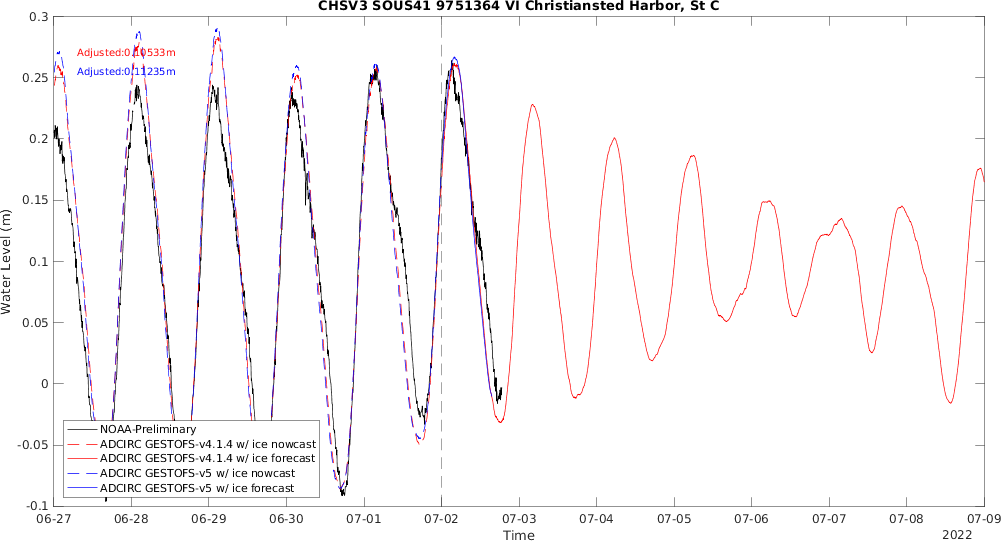 CHSV3 SOUS41 9751364 VI Christiansted Harbor, St C
0.3
0.25
0.2
0.15
0.1
0.05
0
-0.05
-0.1
Water Level (m)
Adjusted:0.10533m
Adjusted:0.11235m
NOAA-Preliminary
ADCIRC GESTOFS-v4.1.4 w/ ice nowcast
ADCIRC GESTOFS-v4.1.4 w/ ice forecast
ADCIRC GESTOFS-v5 w/ ice nowcast
ADCIRC GESTOFS-v5 w/ ice forecast
06-27 06-28 06-29 06-30 07-01 07-02 07-03 07-04 07-05 07-06 07-07 07-08 07-09
Time
2022